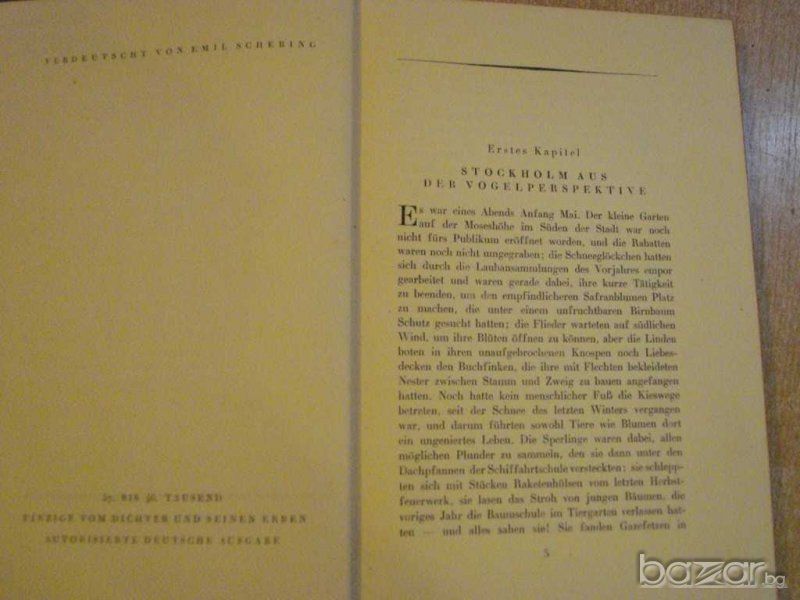 VERDEUTSCHT VON EMIL SCHERING
BIS TAUSEND
EINZIGE VOM DICHTER UND SEINEN ERBEN
AUTORISIERTE DEUTSCHE AUSGABE
Erstes Kapitel
STOCKHOLM AUS
DER VOGELPERSPEKTIVE
Es war eines Abends Anfang Mai. Der kleine Garten
auf der Moseshöhe im Süden der Stadt war noch
nicht fürs Publikum eröffnet worden, und die Rabatten
waren noch nicht umgegraben; die Schneeglöckchen hatten
sich durch die Laubansammlungen des Vorjahres empor
gearbeitet und waren gerade dabei, ihre kurze Tätigkeit
zu beenden, um den empfindlicheren Safranblumen Platz
zu machen, die unter einem unfruchtbaren Birnbaum
Schutz gesucht hatten; die Flieder warteten auf südlichen
Wind, um ihre Blüten öffnen zu können, aber die Linden
boten in ihren unaufgebrochenen Knospen noch Liebes-
decken den Buchfinken, die ihre mit Flechten bekleideten
Nester zwischen Stamm und Zweig zu bauen angefangen
hatten. Noch hatte kein menschlicher Fuß die Kieswege
betreten, seit der Schnee des letzten Winters vergangen
war, und darum führten sowohl Tiere wie Blumen dort
ein ungeniertes Leben. Die Sperlinge waren dabei, allen
möglichen Plunder zu sammeln, den sie dann unter den
Dachpfannen der Schiffahrtschule versteckten; sie schlepp-
ten sich mit Stücken Raketenhülsen vom letzten Herbst-
feuerwerk, sie lasen das Stroh von jungen Bäumen, die
voriges Jahr die Baumschule im Tiergarten verlassen hat-
ten — und alles sahen sie! Sie fanden Gazefetzen in
5
bazar.bg